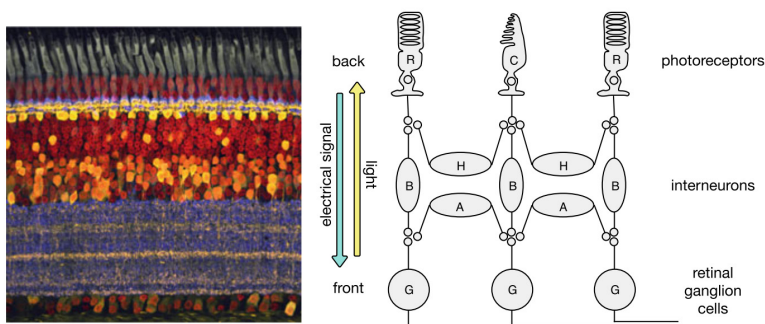 back
R
C
R
photoreceptors
electrical signal
light
H
H
B
B
B
interneurons
A
A
front
G
G
G
retinal
ganglion
cells